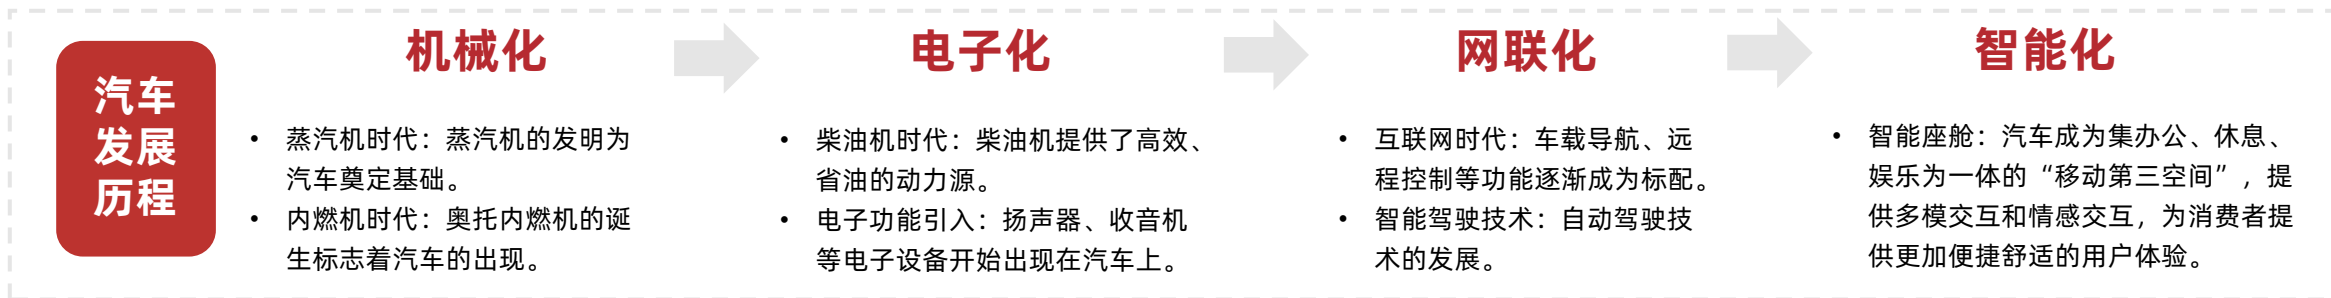 汽车
发展
历程
机械化
• 蒸汽机时代：蒸汽机的发明为
汽车奠定基础。
• 内燃机时代：奥托内燃机的诞
生标志着汽车的出现。
电子化
• 柴油机时代：柴油机提供了高效、
省油的动力源。
• 电子功能引入：扬声器、收音机
等电子设备开始出现在汽车上。
网联化
• 互联网时代：车载导航、远
程控制等功能逐渐成为标配。
• 智能驾驶技术：自动驾驶技
术的发展。
智能化
• 智能座舱：汽车成为集办公、休息、
娱乐为一体的“移动第三空间”，提
供多模交互和情感交互，为消费者提
供更加便捷舒适的用户体验。